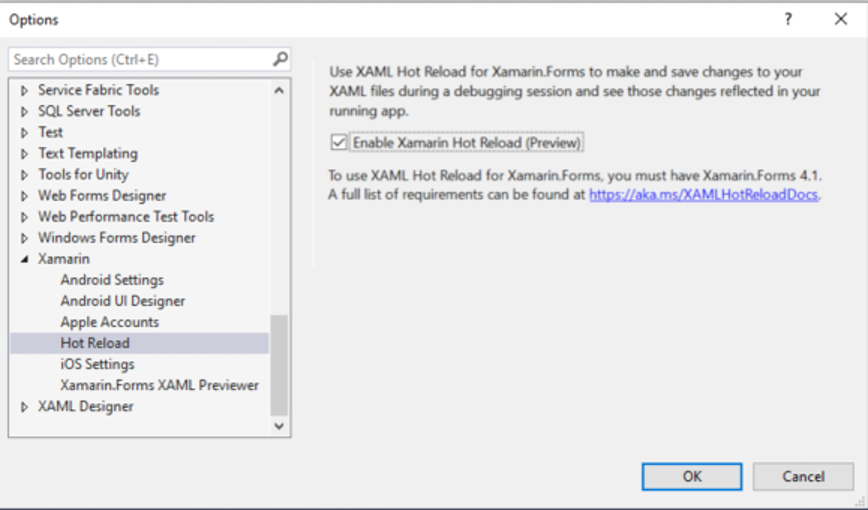 Options
?
Search Options (Ctrl+E)
Service Fabric Tools
SQL Server Tools
Test
Text Templating
Tools for Unity
Web Forms Designer
Web Performance Test Tools
Windows Forms Designer
Xamarin
Android Settings
Android UI Designer
Apple Accounts
Hot Reload
iOS Settings
Xamarin.Forms XAML Previewer
XAML Designer
Use XAML Hot Reload for Xamarin.Forms to make and save changes to your
XAML files during a debugging session and see those changes reflected in your
running app.
Enable Xamarin Hot Reload (Preview)
To use XAML Hot Reload for Xamarin.Forms, you must have Xamarin.Forms 4.1.
A full list of requirements can be found at https://aka.ms/XAMLHotReloadDocs.
OK
Cancel